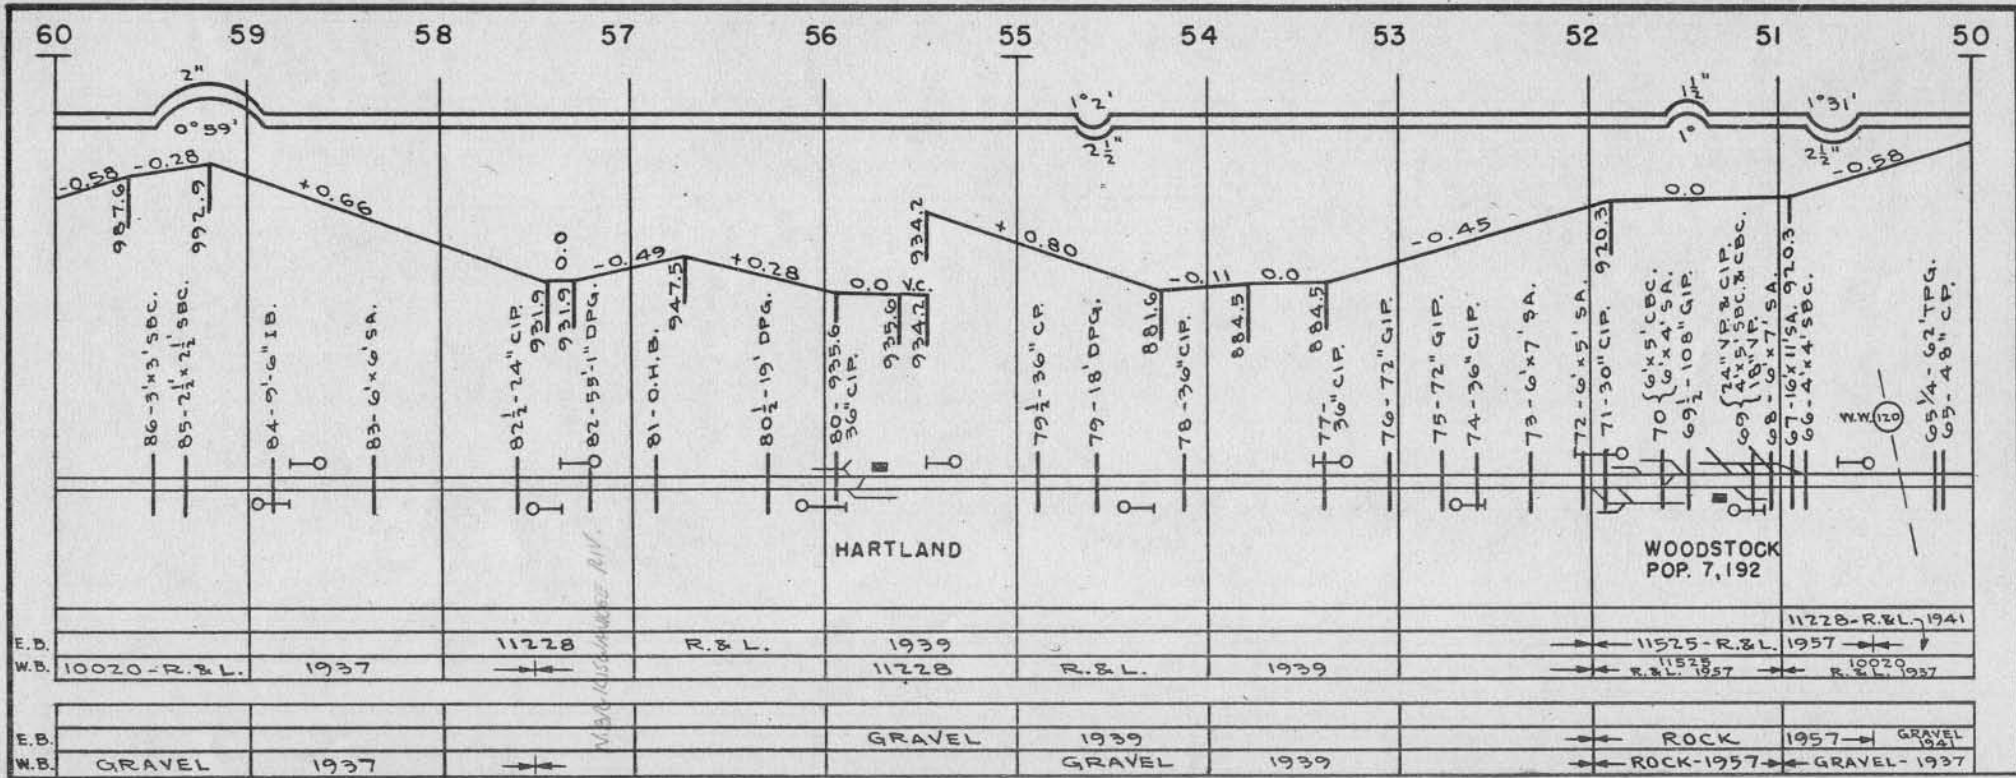 60 59 58 57 56 55 54 53 52 51 50
2"
0°59'
1°2'
2½"
1½"
1°
1°31'
2½"
-0.58
-0.28
+0.66
0.0
-0.49
+0.28
0.0 V.C.
+0.80
-0.11
0.0
-0.45
0.0
-0.58
987.6
992.9
931.9
931.9
947.5
935.6
934.2
934.2
881.6
884.5
884.5
920.3
86-3'x3' SBC.
85-2½'x2½' SBC.
84-9'-6" IB.
83-6'x6' SA.
82½-24" CIP.
82-55'-1" DPG.
81-O.H.B.
80½-19' DPG.
80-935.6
36" CIP.
79½-36" CP.
79-18' DPG.
78-36" CIP.
77-
36" CIP.
76-72" GIP.
75-72" GIP.
74-36" CIP.
73-6'x7' SA.
72-6'x5' SA.
71-30" CIP.
70 {6'x5' CBC.
6'x4' SA.
69½-108" GIP.
69 {24" VP. & CIP.
4'x5' SBC. & CBC.
18" VP.
68-6'x7' SA.
67-16'x11' SA. 920.3
66-4'x4' SBC.
W.W. 120
65¼-62' TPG.
65-48" CP.
HARTLAND
WOODSTOCK
POP. 7,192
11228-R.&L. 1941
E.B. 11228 R.&L. 1939 11525-R.&L. 1957
W.B. 10020-R.&L. 1937 11228 R.&L. 1939 11525 R.&L. 1957 10020 R.&L. 1937
E.B. GRAVEL 1939 ROCK 1957 GRAVEL 1941
W.B. GRAVEL 1937 GRAVEL 1939 ROCK-1957 GRAVEL-1937